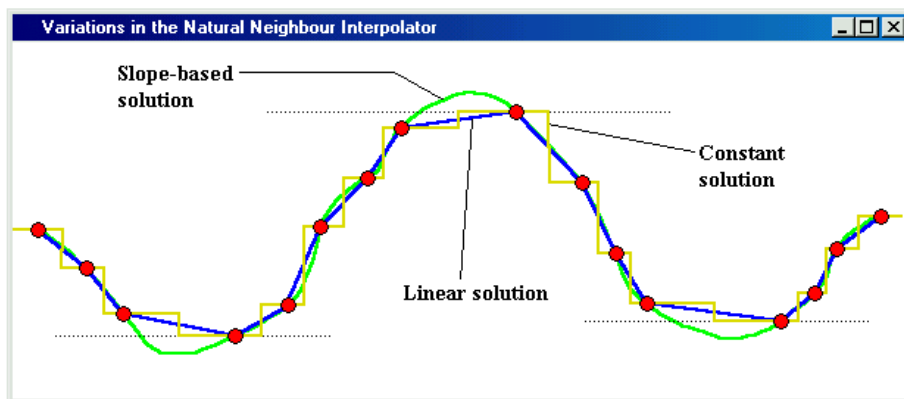 Variations in the Natural Neighbour Interpolator
Slope-based
solution
Constant
solution
Linear solution